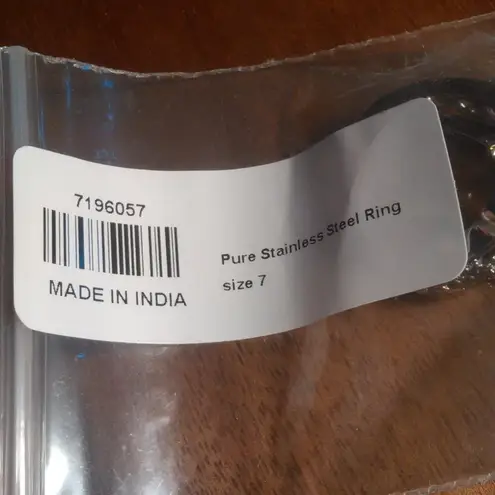 7196057
MADE IN INDIA
Pure Stainless Steel Ring
size 7